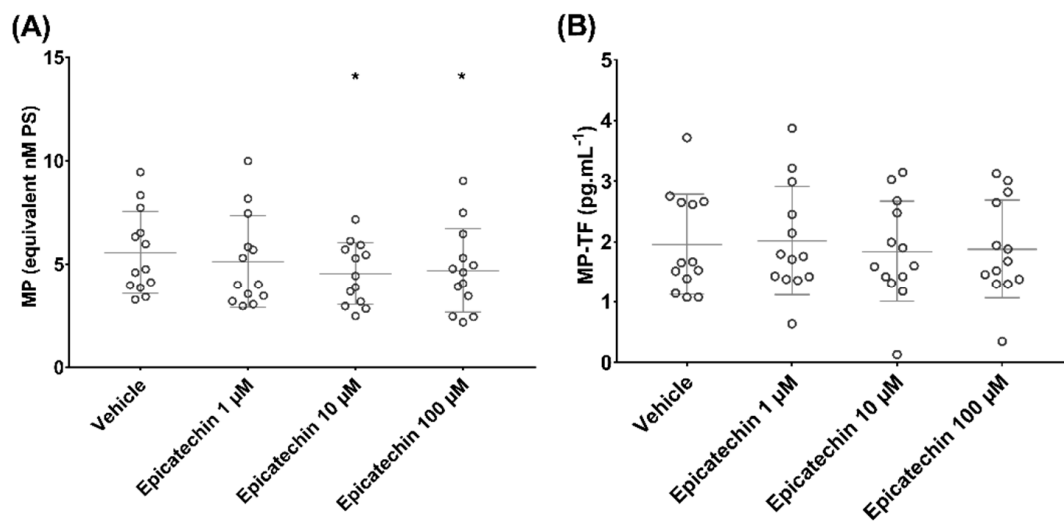 (A)
MP (equivalent nM PS)
15
10
5
0
*
*
Vehicle
Epicatechin 1 µM
Epicatechin 10 µM
Epicatechin 100 µM
(B)
MP-TF (pg.mL⁻¹)
5
4
3
2
1
0
Vehicle
Epicatechin 1 µM
Epicatechin 10 µM
Epicatechin 100 µM